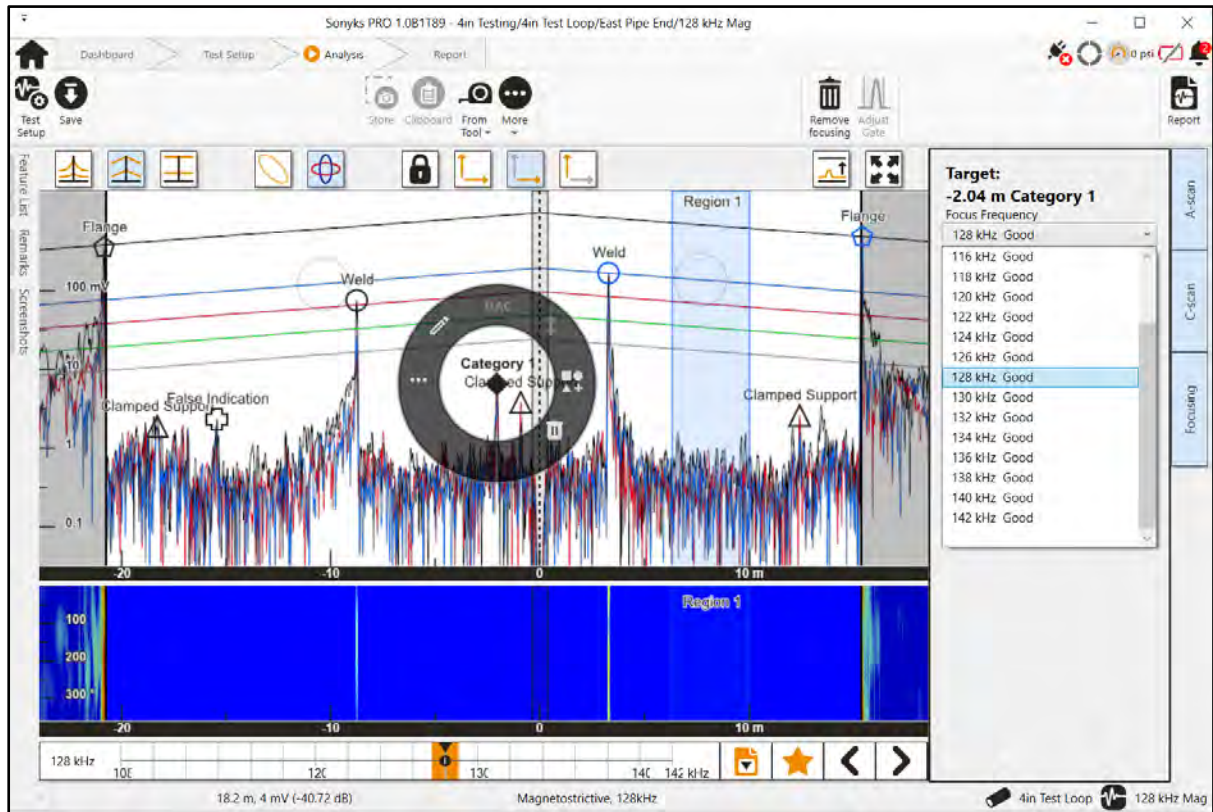 Sonyks PRO 1.0B1T89 - 4in Testing/4in Test Loop/East Pipe End/128 kHz Mag
Dashboard
Test Setup
Analysis
Report
0 psi
2
Test Setup
Save
Store
Clipboard
From Tool
More
Remove focusing
Adjust Gate
Report
Feature List
Remarks
Screenshots
Flange
Region 1
Flange
Weld
Weld
100 mV
DAC
10
Category 1
Clamped Support
False Indication
Clamped Support
Clamped Support
1
0.1
-20
-10
0
10 m
Region 1
100
200
300 °
-20
-10
0
10 m
128 kHz
12(
13(
14(
142 kHz
18.2 m, 4 mV (-40.72 dB)
Magnetostrictive, 128kHz
Target:
-2.04 m Category 1
Focus Frequency
128 kHz Good
116 kHz Good
118 kHz Good
120 kHz Good
122 kHz Good
124 kHz Good
126 kHz Good
128 kHz Good
130 kHz Good
132 kHz Good
134 kHz Good
136 kHz Good
138 kHz Good
140 kHz Good
142 kHz Good
A-scan
C-scan
Focusing
4in Test Loop
128 kHz Mag